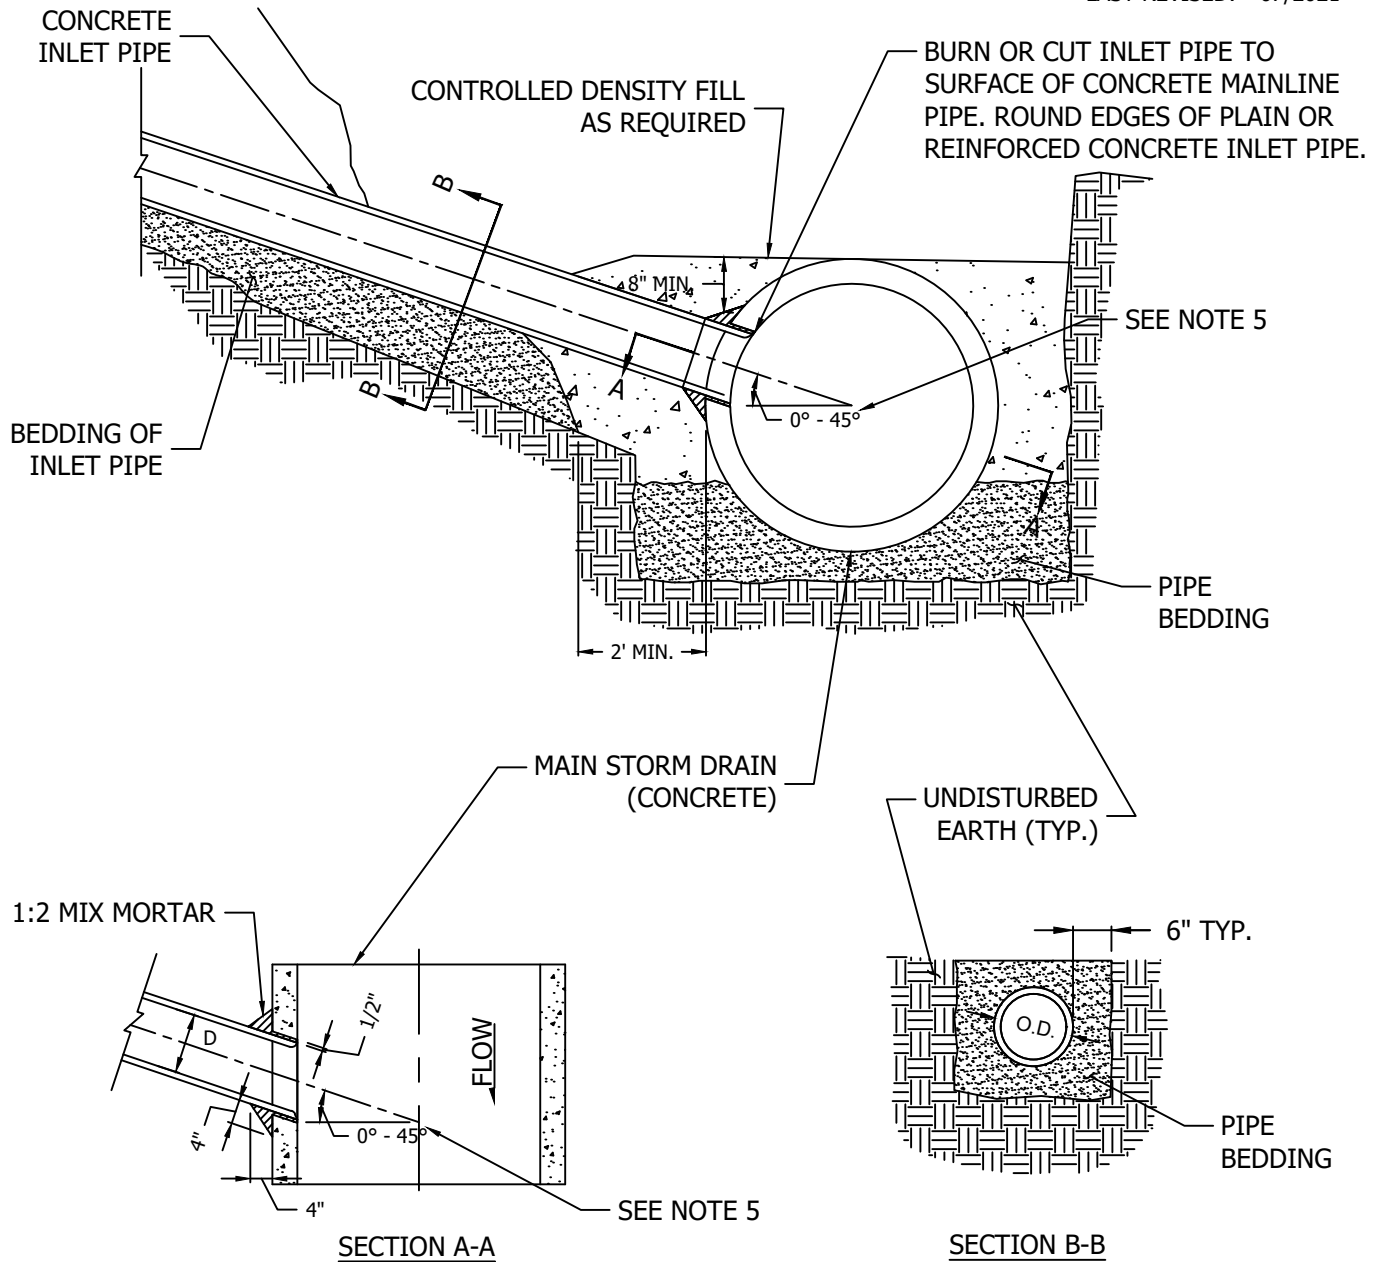 CONCRETE
INLET PIPE
CONTROLLED DENSITY FILL
AS REQUIRED
BURN OR CUT INLET PIPE TO
SURFACE OF CONCRETE MAINLINE
PIPE. ROUND EDGES OF PLAIN OR
REINFORCED CONCRETE INLET PIPE.
B
8" MIN.
SEE NOTE 5
A
B
0° - 45°
BEDDING OF
INLET PIPE
A
PIPE
BEDDING
2' MIN.
MAIN STORM DRAIN
(CONCRETE)
UNDISTURBED
EARTH (TYP.)
1:2 MIX MORTAR
6" TYP.
1/2"
D
FLOW
O.D.
4"
0° - 45°
PIPE
BEDDING
4"
SEE NOTE 5
SECTION A-A
SECTION B-B